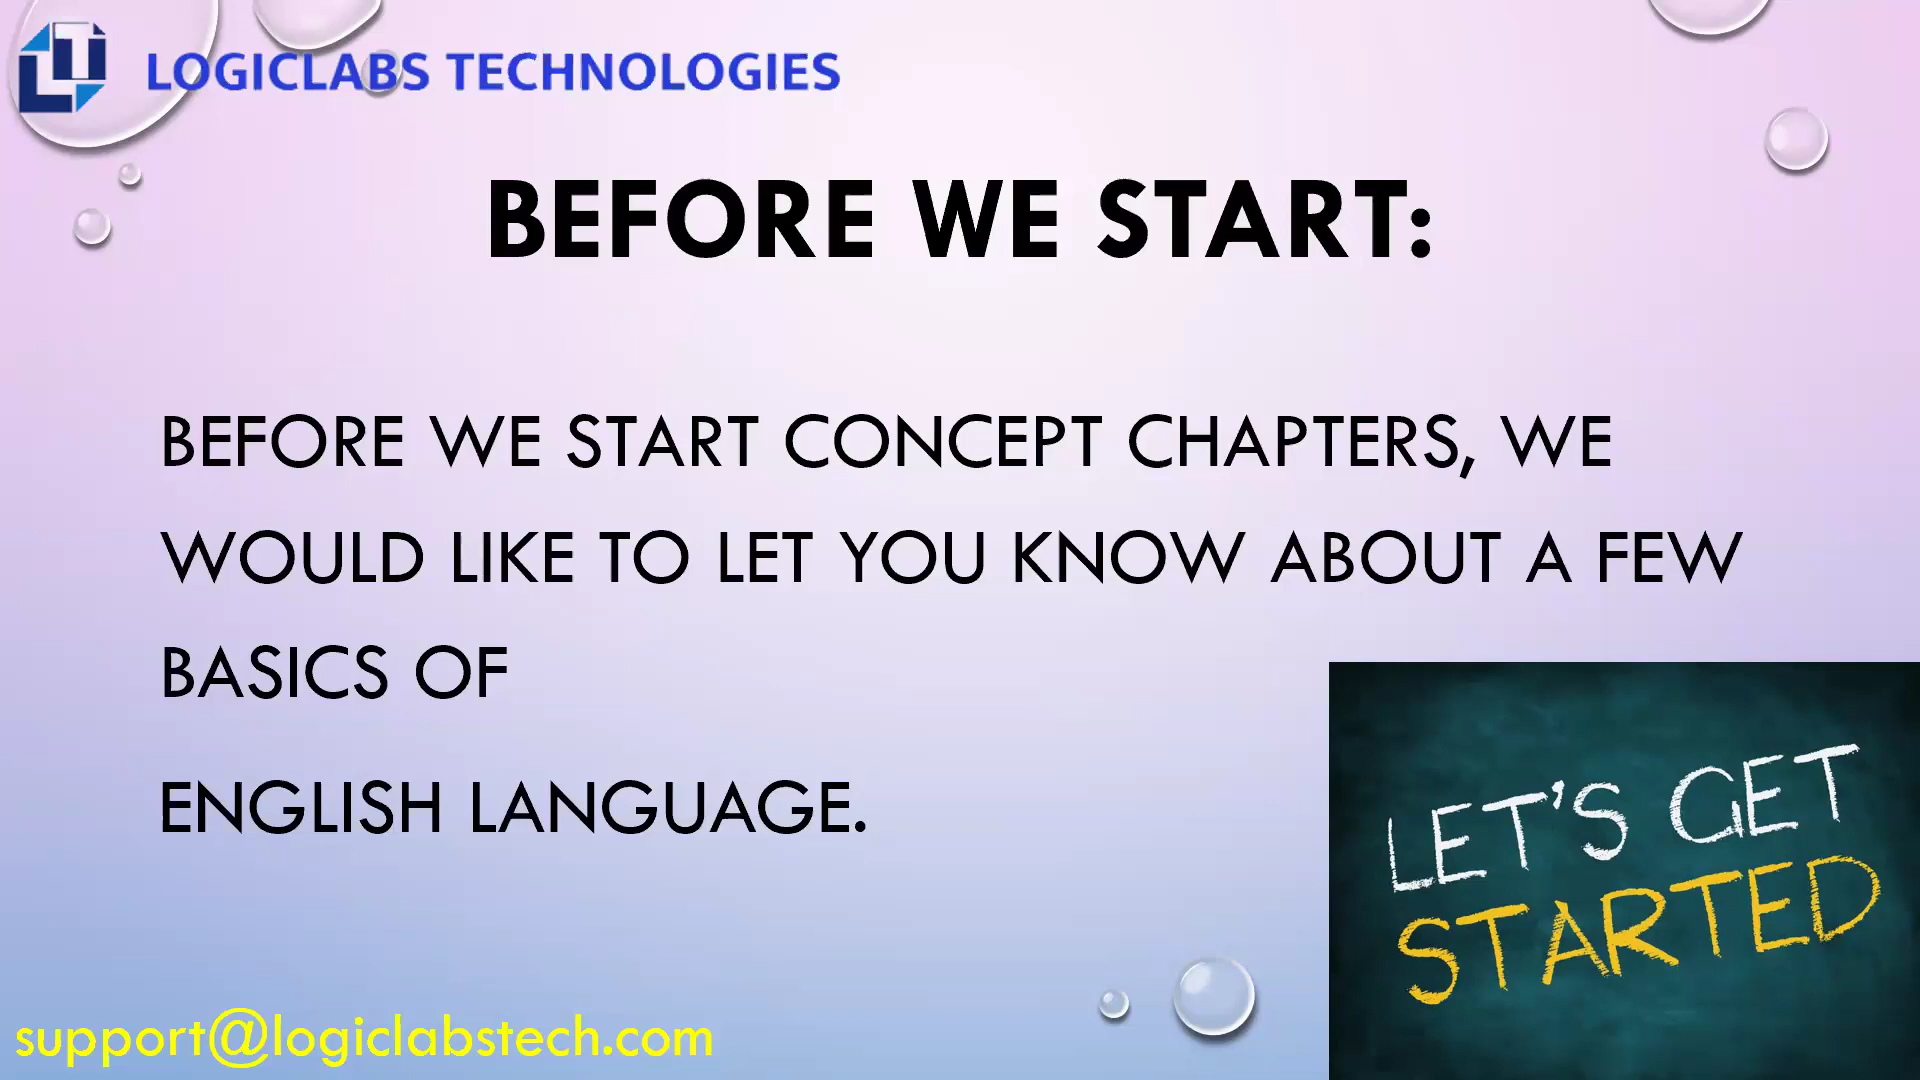 LOGICLABS TECHNOLOGIES
BEFORE WE START:
BEFORE WE START CONCEPT CHAPTERS, WE
WOULD LIKE TO LET YOU KNOW ABOUT A FEW
BASICS OF
ENGLISH LANGUAGE.
LET'S GET
STARTED
support@logiclabstech.com